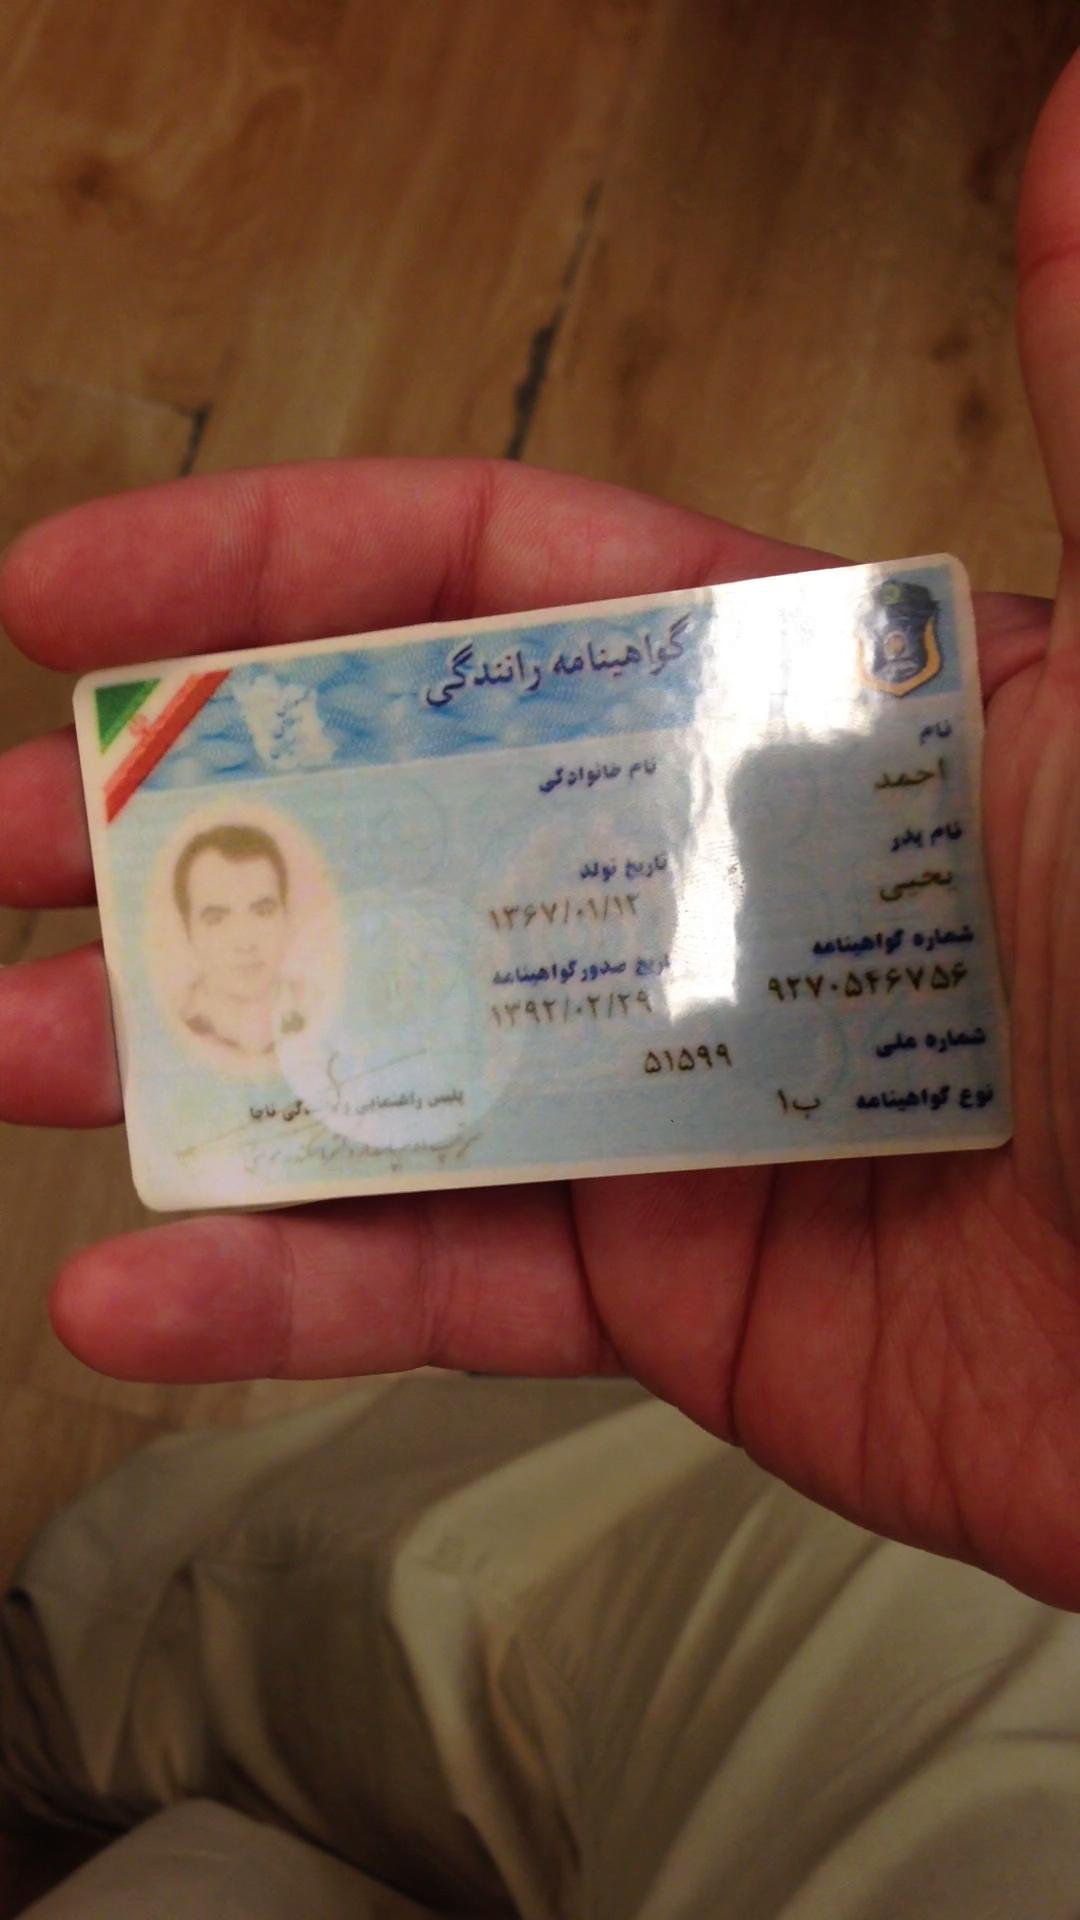 گواهینامه رانندگی
نام
احمد
نام خانوادگی
نام پدر
یحیی
تاریخ تولد
۱۳۶۷/۰۱/۱۲
شماره گواهینامه
۹۲۷۰۵۴۶۷۵۶
تاریخ صدور گواهینامه
۱۳۹۲/۰۲/۲۹
شماره ملی
۵۱۵۹۹
نوع گواهینامه ب۱
پلیس راهنمایی و ناجا